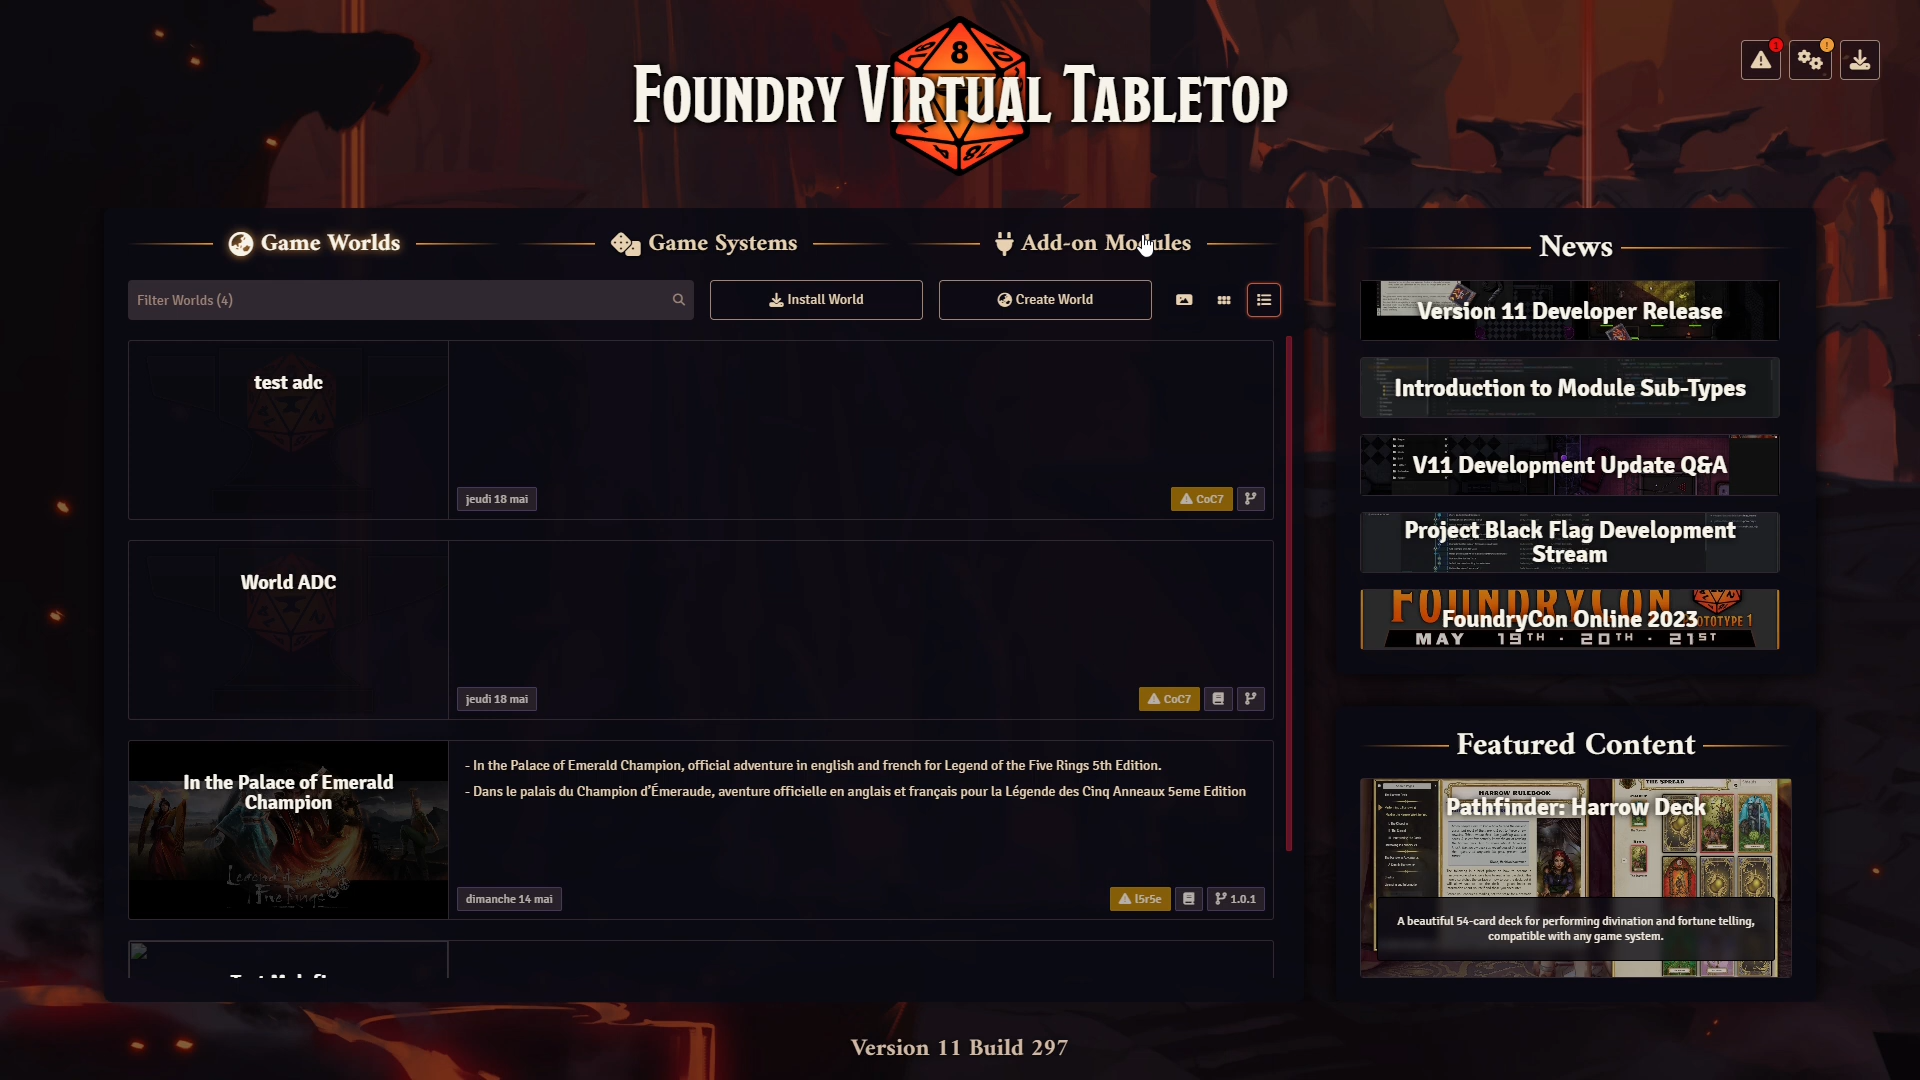 Foundry Virtual Tabletop
8
Game Worlds
Game Systems
Add-on Modules
Filter Worlds (4)
Install World
Create World
test adc
jeudi 18 mai
CoC7
World ADC
jeudi 18 mai
CoC7
In the Palace of Emerald
Champion
- In the Palace of Emerald Champion, official adventure in english and french for Legend of the Five Rings 5th Edition.
- Dans le palais du Champion d'Émeraude, aventure officielle en anglais et français pour la Légende des Cinq Anneaux 5eme Edition
dimanche 14 mai
l5r5e
1.0.1
News
Version 11 Developer Release
Introduction to Module Sub-Types
V11 Development Update Q&A
Project Black Flag Development
Stream
FOUNDRYCON
FoundryCon Online 2023
MAY 19TH · 20TH · 21ST
Featured Content
HARROW RULEBOOK
THE SPREAD
Pathfinder: Harrow Deck
A beautiful 54-card deck for performing divination and fortune telling,
compatible with any game system.
Version 11 Build 297